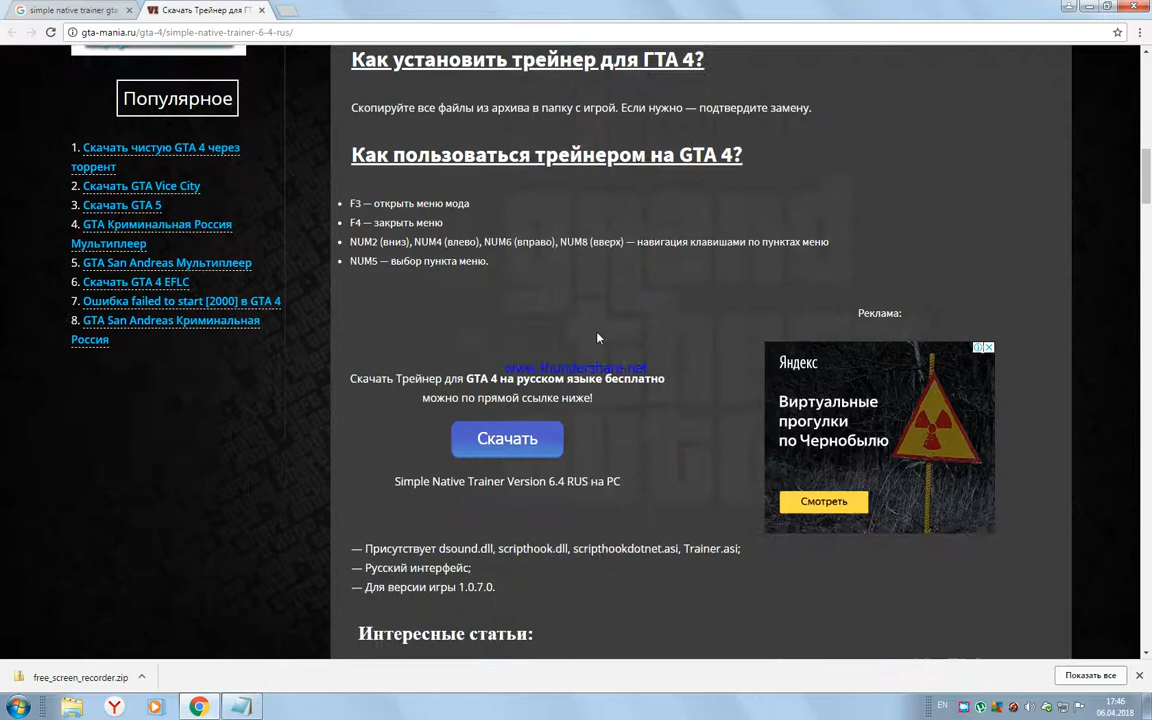 simple native trainer gt
Скачать Трейнер для Г
gta-mania.ru/gta-4/simple-native-trainer-6-4-rus/
Популярное
1. Скачать чистую GTA 4 через
торрент
2. Скачать GTA Vice City
3. Скачать GTA 5
4. GTA Криминальная Россия
Мультиплеер
5. GTA San Andreas Мультиплеер
6. Скачать GTA 4 EFLC
7. Ошибка failed to start [2000] в GTA 4
8. GTA San Andreas Криминальная
Россия
Как установить трейнер для ГТА 4?
Скопируйте все файлы из архива в папку с игрой. Если нужно — подтвердите замену.
Как пользоваться трейнером на GTA 4?
F3 — открыть меню мода
F4 — закрыть меню
NUM2 (вниз), NUM4 (влево), NUM6 (вправо), NUM8 (вверх) — навигация клавишами по пунктах меню
NUM5 — выбор пункта меню.
www.thundershare.net
Скачать Трейнер для GTA 4 на русском языке бесплатно
можно по прямой ссылке ниже!
Скачать
Simple Native Trainer Version 6.4 RUS на PC
Реклама:
Яндекс
Виртуальные
прогулки
по Чернобылю
Смотреть
— Присутствует dsound.dll, scripthook.dll, scripthookdotnet.asi, Trainer.asi;
— Русский интерфейс;
— Для версии игры 1.0.7.0.
Интересные статьи:
free_screen_recorder.zip
Показать все
EN
17:46
06.04.2018